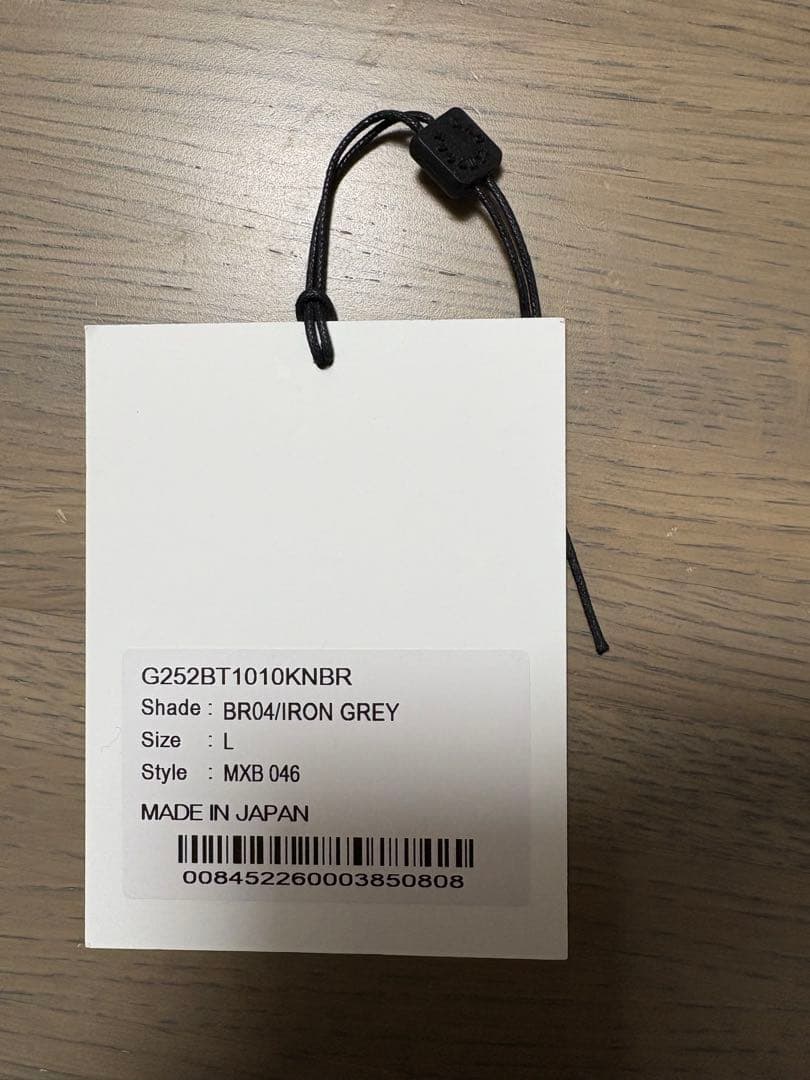 G252BT1010KNBR
Shade : BR04/IRON GREY
Size : L
Style : MXB 046
MADE IN JAPAN
008452260003850808